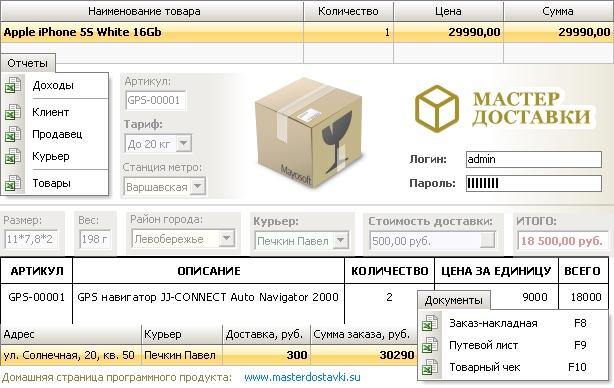 Наименование товара Количество Цена Сумма
Apple iPhone 5S White 16Gb 1 29990,00 29990,00
Отчеты
Доходы
Клиент
Продавец
Курьер
Товары
Артикул:
GPS-00001
Тариф:
До 20 кг
Станция метро:
Варшавская
Mayosoft
МАСТЕР
ДОСТАВКИ
Логин: admin
Пароль:
Размер: Вес: Район города: Курьер: Стоимость доставки: ИТОГО:
11*7,8*2 198 г Левобережье Печкин Павел 500,00 руб. 18 500,00 руб.
АРТИКУЛ ОПИСАНИЕ КОЛИЧЕСТВО ЦЕНА ЗА ЕДИНИЦУ ВСЕГО
GPS-00001 GPS навигатор JJ-CONNECT Auto Navigator 2000 2 9000 18000
Документы
Заказ-накладная F8
Путевой лист F9
Товарный чек F10
Адрес Курьер Доставка, руб. Сумма заказа, руб.
ул. Солнечная, 20, кв. 50 Печкин Павел 300 30290
Домашняя страница программного продукта: www.masterdostavki.su